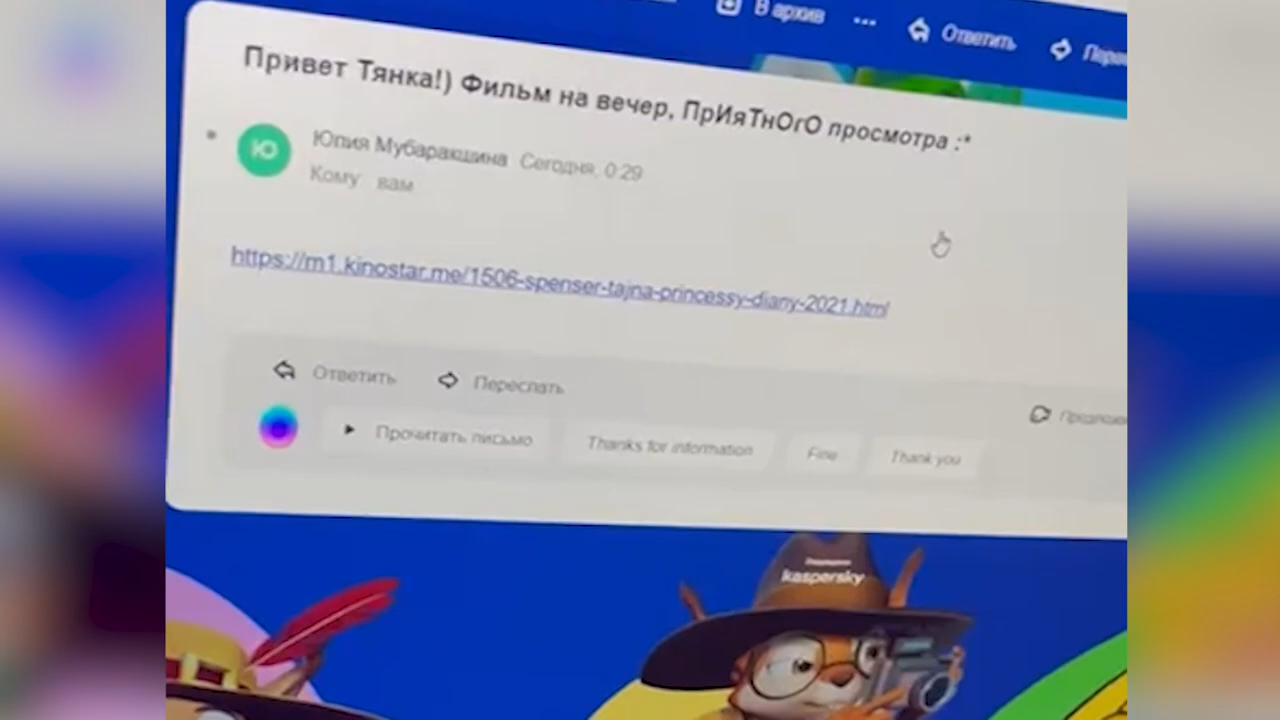 В архив
Ответить
Привет Тянка!) Фильм на вечер, ПрИяТнОгО просмотра :*
Ю
Юлия Мубаракшина Сегодня, 0:29
Кому: вам
https://m1.kinostar.me/1506-spenser-tajna-princessy-diany-2021.html
Ответить
Переслать
Прочитать письмо
Thanks for information
Fine
Thank you
kaspersky